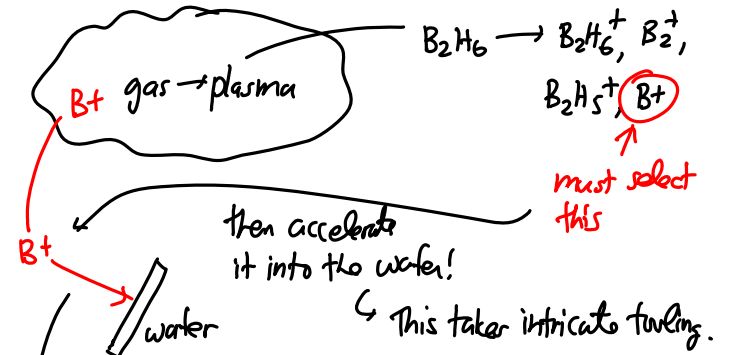 B+ gas → plasma
B₂H₆ → B₂H₆⁺, B₂⁺,
B₂H₅⁺, B+
must select
this
then accelerate
it into the wafer!
B+
wafer
This takes intricate tooling.